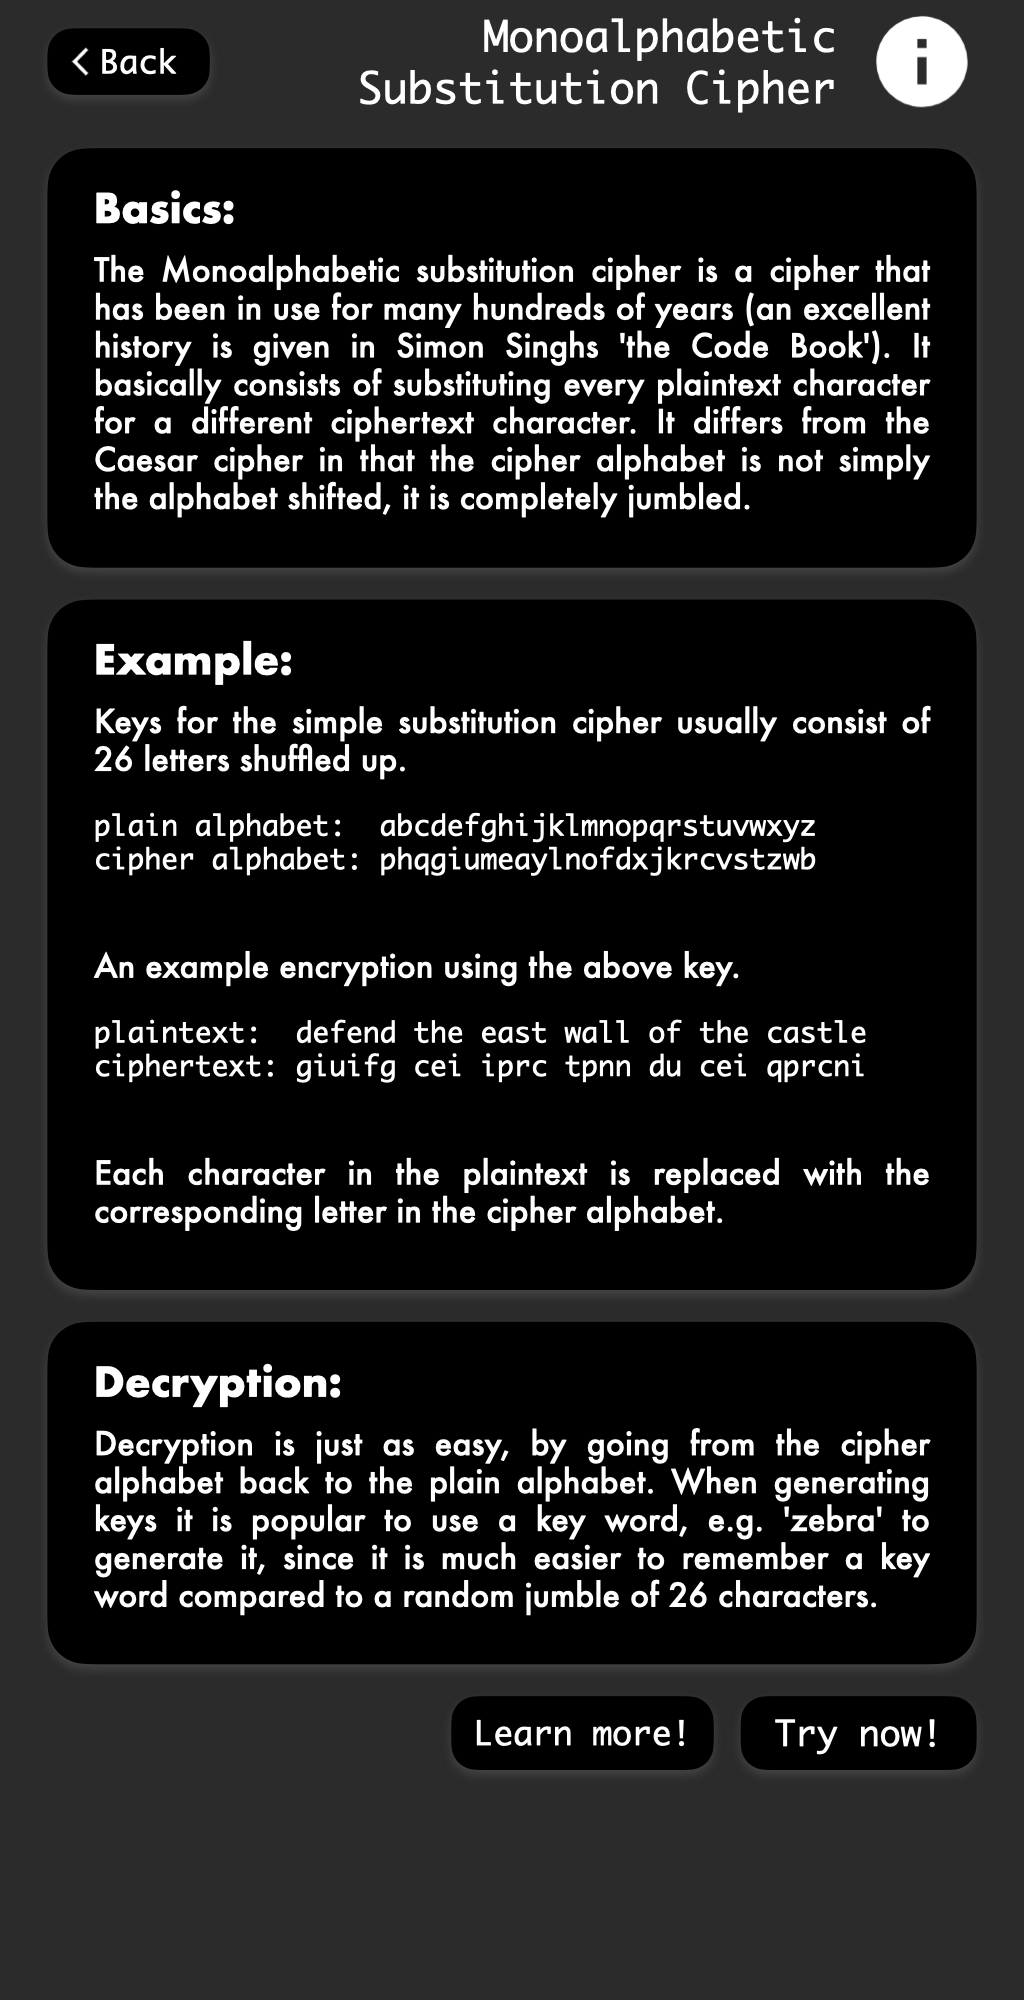 Back
Monoalphabetic
Substitution Cipher
i
Basics:
The Monoalphabetic substitution cipher is a cipher that
has been in use for many hundreds of years (an excellent
history is given in Simon Singhs 'the Code Book'). It
basically consists of substituting every plaintext character
for a different ciphertext character. It differs from the
Caesar cipher in that the cipher alphabet is not simply
the alphabet shifted, it is completely jumbled.
Example:
Keys for the simple substitution cipher usually consist of
26 letters shuffled up.
plain alphabet: abcdefghijklmnopqrstuvwxyz
cipher alphabet: phqgiumeaylnofdxjkrcvstzwb
An example encryption using the above key.
plaintext: defend the east wall of the castle
ciphertext: giuifg cei iprc tpnn du cei qprcni
Each character in the plaintext is replaced with the
corresponding letter in the cipher alphabet.
Decryption:
Decryption is just as easy, by going from the cipher
alphabet back to the plain alphabet. When generating
keys it is popular to use a key word, e.g. 'zebra' to
generate it, since it is much easier to remember a key
word compared to a random jumble of 26 characters.
Learn more!
Try now!